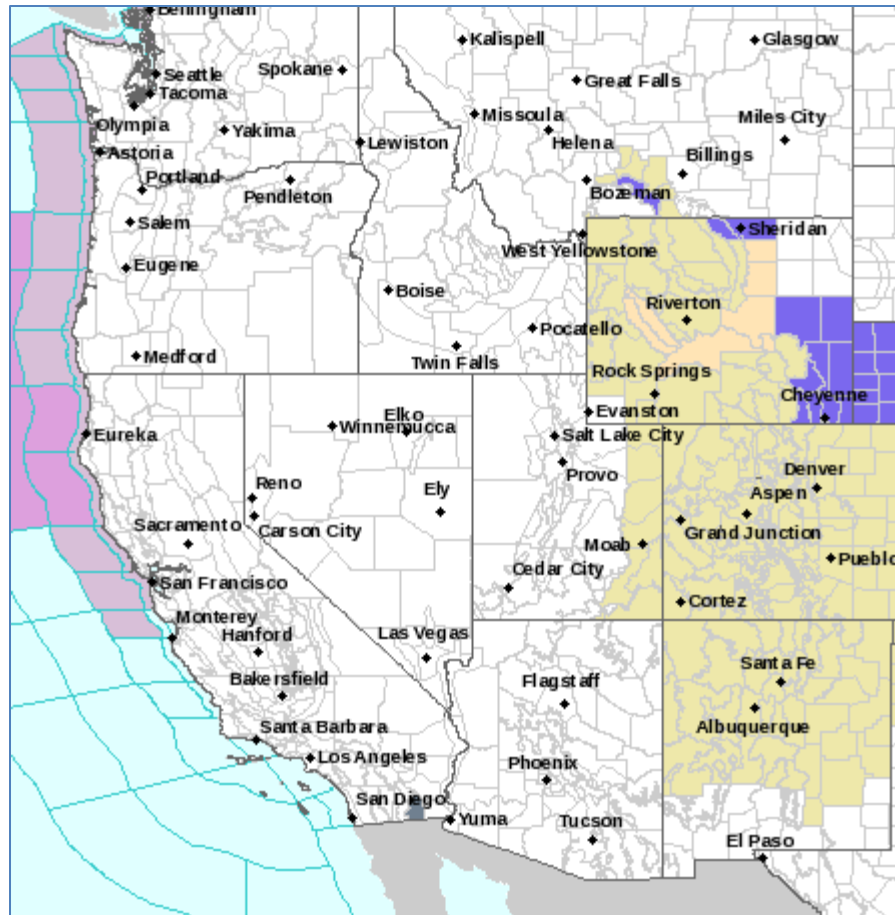 Bellingham
Kalispell
Glasgow
Seattle
Spokane
Great Falls
Tacoma
Missoula
Miles City
Olympia
Yakima
Helena
Lewiston
Astoria
Billings
Portland
Pendleton
Bozeman
Salem
Sheridan
West Yellowstone
Eugene
Boise
Riverton
Pocatello
Medford
Twin Falls
Rock Springs
Cheyenne
Elko
Evanston
Winnemucca
Eureka
Salt Lake City
Provo
Denver
Reno
Ely
Aspen
Sacramento
Carson City
Grand Junction
Moab
Pueblo
San Francisco
Cedar City
Cortez
Monterey
Hanford
Las Vegas
Santa Fe
Bakersfield
Flagstaff
Albuquerque
Santa Barbara
Los Angeles
Phoenix
San Diego
Yuma
Tucson
El Paso